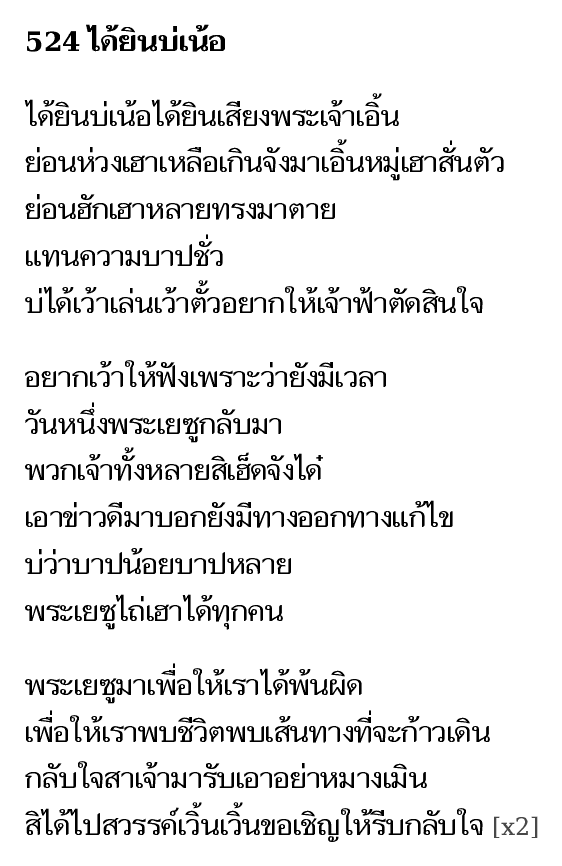 524 ได้ยินบ่เน้อ
ได้ยินบ่เน้อได้ยินเสียงพระเจ้าเอิ้น
ย่อนห่วงเฮาเหลือเกินจังมาเอิ้นหมู่เฮาสั่นตัว
ย่อนฮักเฮาหลายทรงมาตาย
แทนความบาปชั่ว
บ่ได้เว้าเล่นเว้าตั้วอยากให้เจ้าฟ้าตัดสินใจ
อยากเว้าให้ฟังเพราะว่ายังมีเวลา
วันหนึ่งพระเยซูกลับมา
พวกเจ้าทั้งหลายสิเฮ็ดจังได๋
เอาข่าวดีมาบอกยังมีทางออกทางแก้ไข
บ่ว่าบาปน้อยบาปหลาย
พระเยซูไถ่เฮาได้ทุกคน
พระเยซูมาเพื่อให้เราได้พ้นผิด
เพื่อให้เราพบชีวิตพบเส้นทางที่จะก้าวเดิน
กลับใจสาเจ้ามารับเอาอย่าหมางเมิน
สิได้ไปสวรรค์เวิ้นเวิ้นขอเชิญให้รีบกลับใจ [x2]